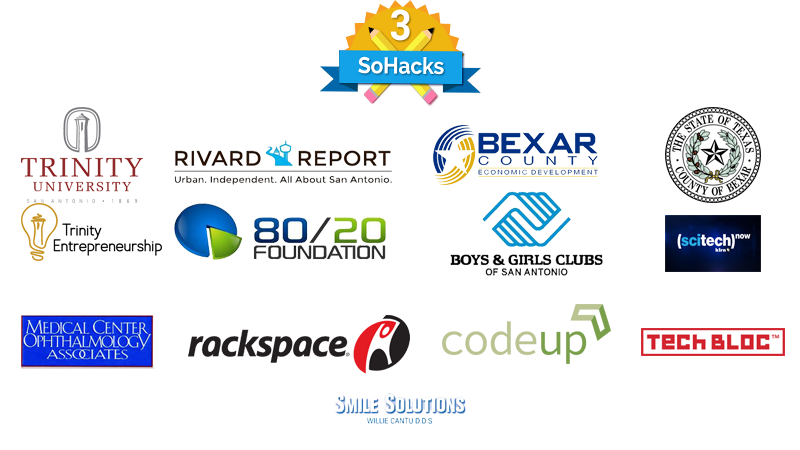 3
SoHacks
TRINITY
UNIVERSITY
SAN ANTONIO • 1869
RIVARD REPORT
Urban. Independent. All About San Antonio.
BEXAR
COUNTY
ECONOMIC DEVELOPMENT
THE STATE OF TEXAS
COUNTY OF BEXAR
Trinity
Entrepreneurship
80/20
FOUNDATION
BOYS & GIRLS CLUBS
OF SAN ANTONIO
(scitech)now
klrn
MEDICAL CENTER
OPHTHALMOLOGY
ASSOCIATES
rackspace®
codeup
TECH BLOC™
SMILE SOLUTIONS
WILLIE CANTU D.D.S